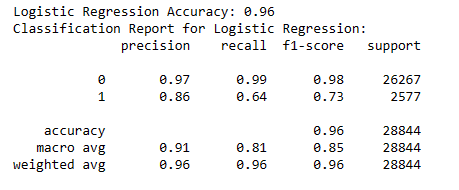 Logistic Regression Accuracy: 0.96
Classification Report for Logistic Regression:
              precision    recall  f1-score   support

           0       0.97      0.99      0.98     26267
           1       0.86      0.64      0.73      2577

    accuracy                           0.96     28844
   macro avg       0.91      0.81      0.85     28844
weighted avg       0.96      0.96      0.96     28844